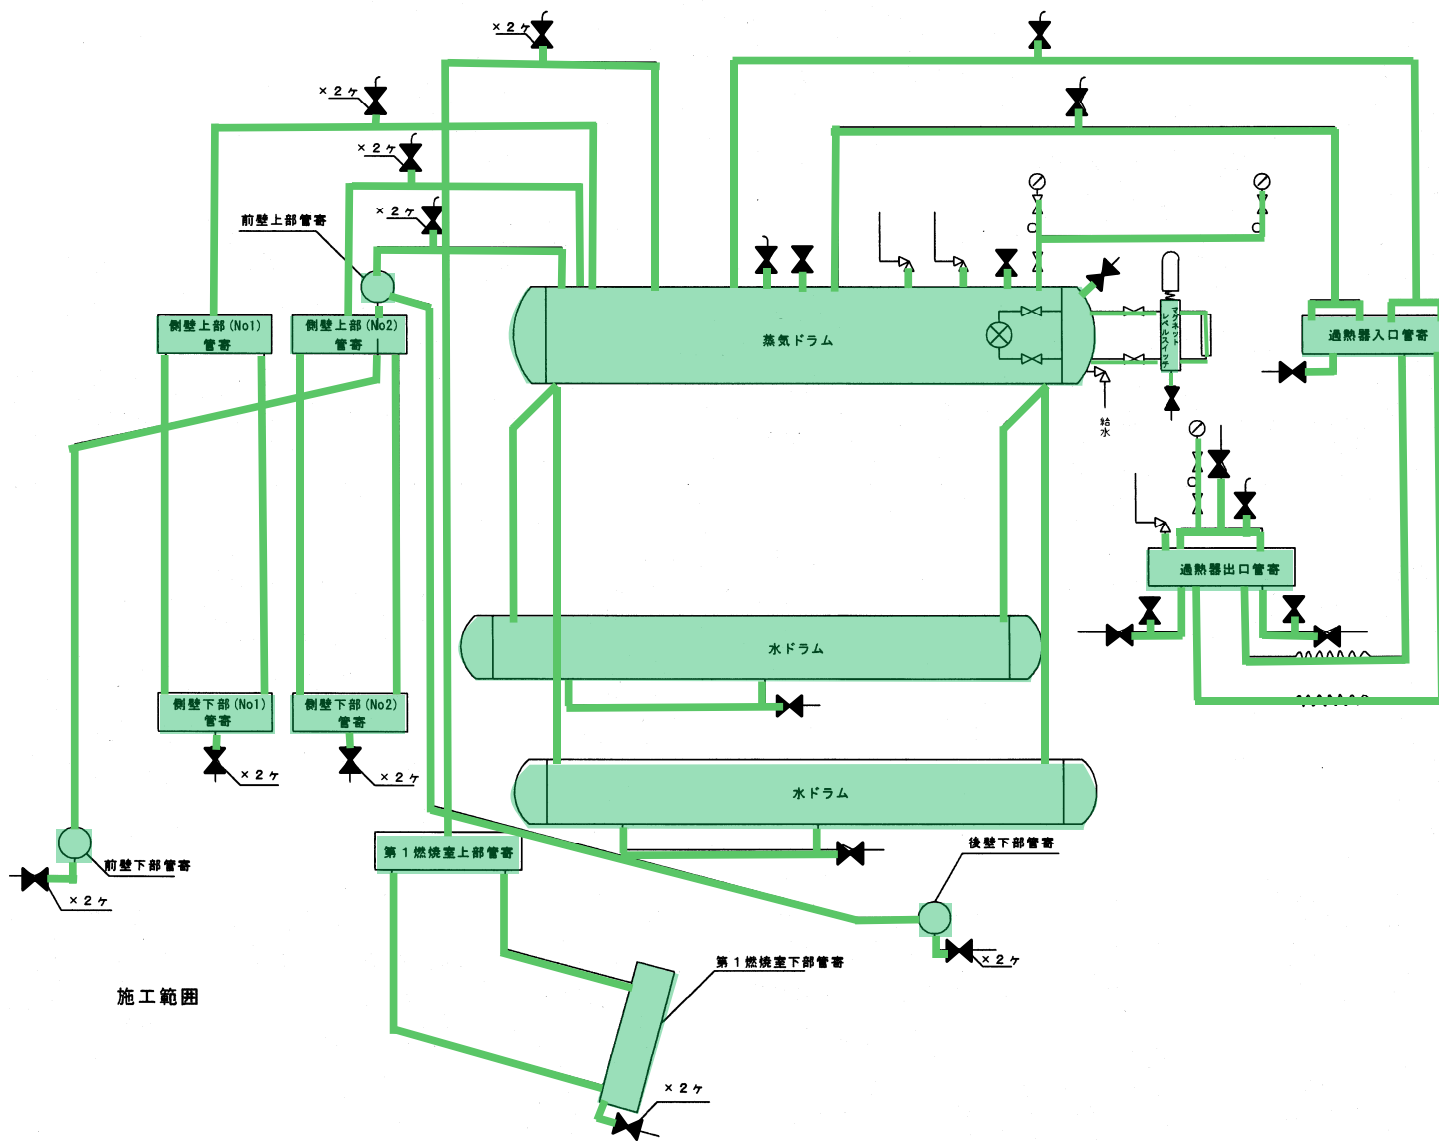 ×2ヶ
×2ヶ
×2ヶ
×2ヶ
前壁上部管寄
側壁上部(No1)
管寄
側壁上部(No2)
管寄
蒸気ドラム
マグネット
レベルスイッチ
過熱器入口管寄
給水
過熱器出口管寄
水ドラム
側壁下部(No1)
管寄
側壁下部(No2)
管寄
×2ヶ
×2ヶ
水ドラム
前壁下部管寄
×2ヶ
第1燃焼室上部管寄
後壁下部管寄
×2ヶ
第1燃焼室下部管寄
施工範囲
×2ヶ